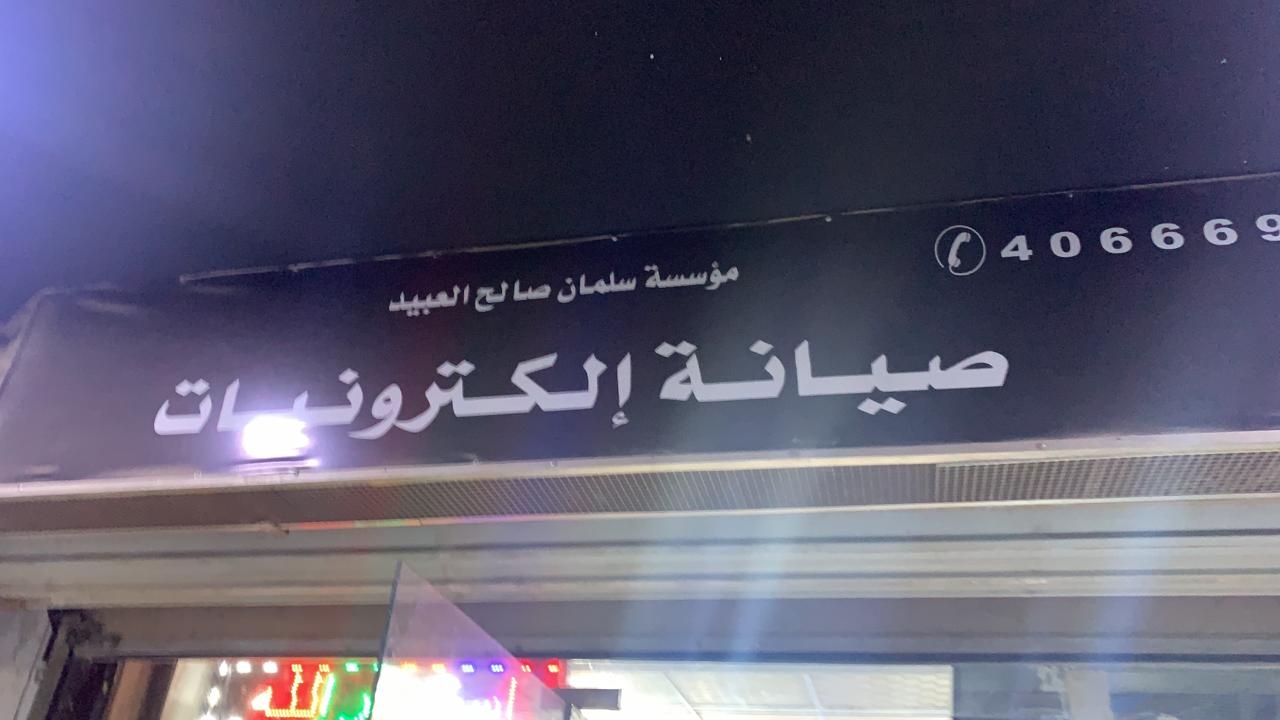 406669
مؤسسة سلمان صالح العبيد
صيانة إلكترونيات